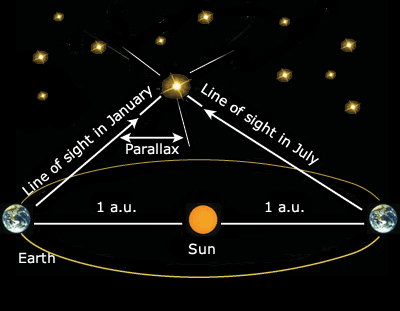 Line of sight in January
Line of sight in July
Parallax
1 a.u.
1 a.u.
Sun
Earth